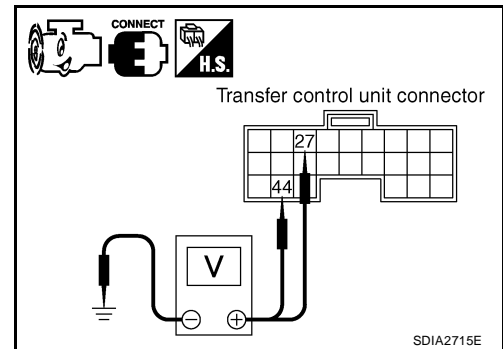 CONNECT
H.S.
Transfer control unit connector
27
44
V
− +
SDIA2715E